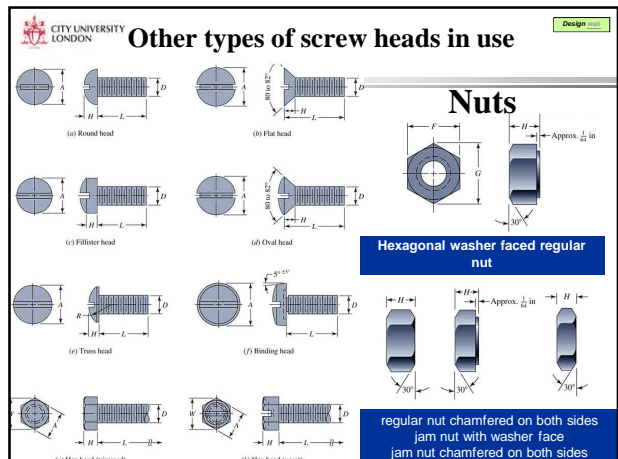 CITY UNIVERSITY
LONDON
Other types of screw heads in use
Design web
A
H
L
D
(a) Round head
80 to 82°
A
H
L
D
(b) Flat head
A
H
L
D
(c) Fillister head
80 to 82°
A
H
L
D
(d) Oval head
A
R
H
L
D
(e) Truss head
5° ±3°
A
H
L
D
(f) Binding head
W
A
H
L
D
W
A
H
L
D
Nuts
F
G
H
Approx. 1/64 in
30°
Hexagonal washer faced regular
nut
H
30°
H
Approx. 1/64 in
30°
H
30°
regular nut chamfered on both sides
jam nut with washer face
jam nut chamfered on both sides